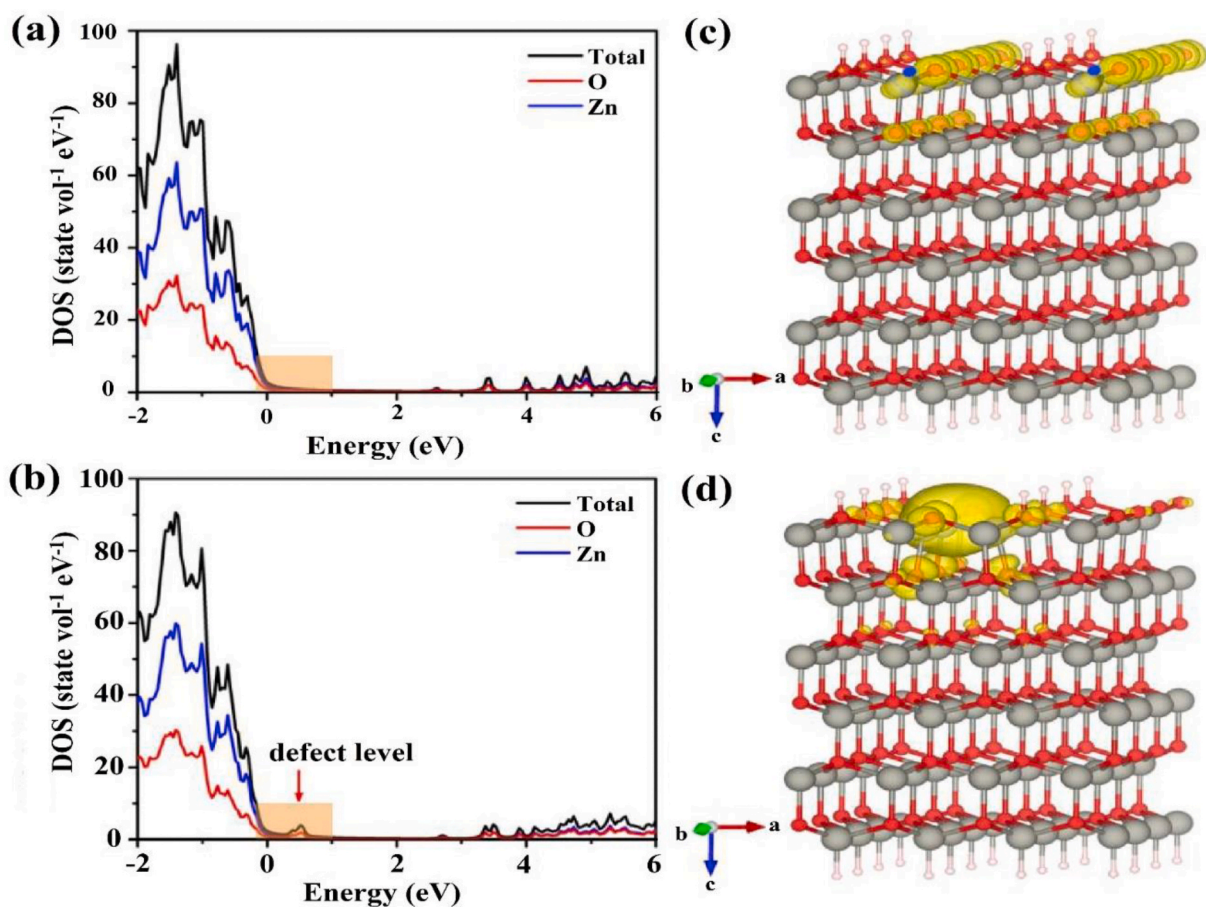 (a)
100
80
60
40
20
0
DOS (state vol⁻¹ eV⁻¹)
-2
0
2
4
6
Energy (eV)
Total
O
Zn
(c)
b
a
c
(b)
100
80
60
40
20
0
DOS (state vol⁻¹ eV⁻¹)
-2
0
2
4
6
Energy (eV)
Total
O
Zn
defect level
(d)
b
a
c